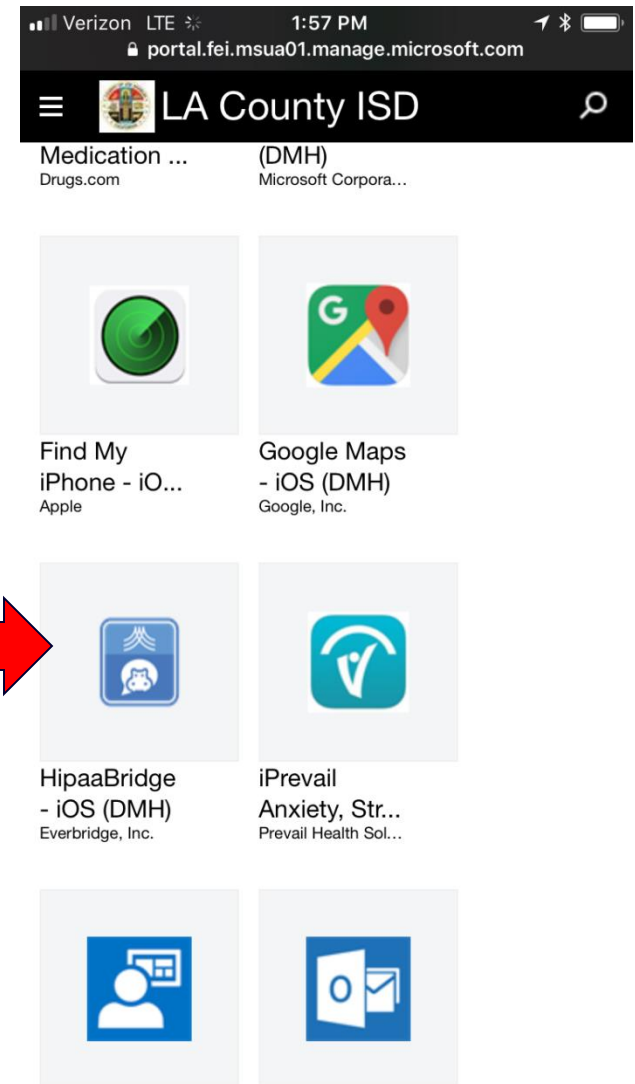 Verizon LTE 1:57 PM
portal.fei.msua01.manage.microsoft.com
LA County ISD
Medication ... (DMH)
Drugs.com Microsoft Corpora...
G
Find My Google Maps
iPhone - iO... - iOS (DMH)
Apple Google, Inc.
HipaaBridge iPrevail
- iOS (DMH) Anxiety, Str...
Everbridge, Inc. Prevail Health Sol...
O